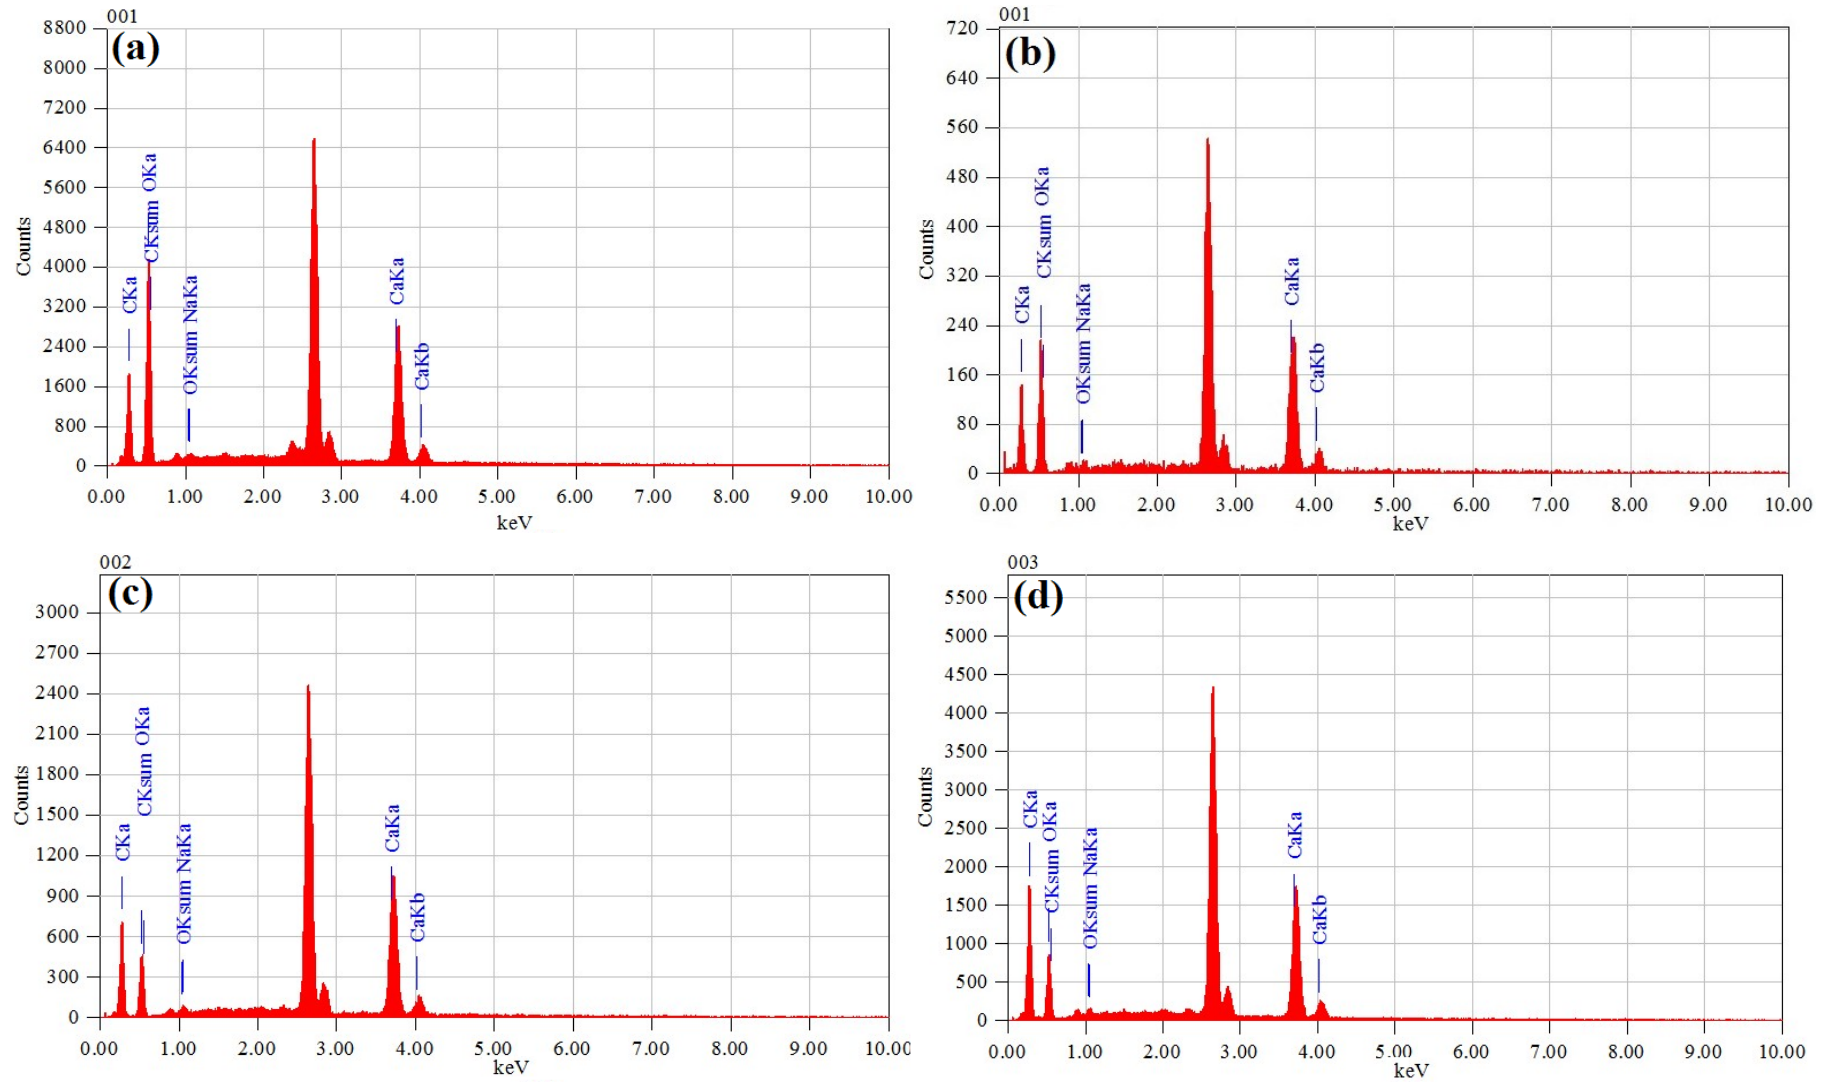 001
(a)
8800
8000
7200
6400
5600
4800
4000
3200
2400
1600
800
0
Counts
CKa
CKsum OKa
OKsum NaKa
CaKa
CaKb
0.00 1.00 2.00 3.00 4.00 5.00 6.00 7.00 8.00 9.00 10.00
keV
001
(b)
720
640
560
480
400
320
240
160
80
0
Counts
CKa
CKsum OKa
OKsum NaKa
CaKa
CaKb
0.00 1.00 2.00 3.00 4.00 5.00 6.00 7.00 8.00 9.00 10.00
keV
002
(c)
3000
2700
2400
2100
1800
1500
1200
900
600
300
0
Counts
CKa
CKsum OKa
OKsum NaKa
CaKa
CaKb
0.00 1.00 2.00 3.00 4.00 5.00 6.00 7.00 8.00 9.00 10.00
keV
003
(d)
5500
5000
4500
4000
3500
3000
2500
2000
1500
1000
500
0
Counts
CKa
CKsum OKa
OKsum NaKa
CaKa
CaKb
0.00 1.00 2.00 3.00 4.00 5.00 6.00 7.00 8.00 9.00 10.00
keV